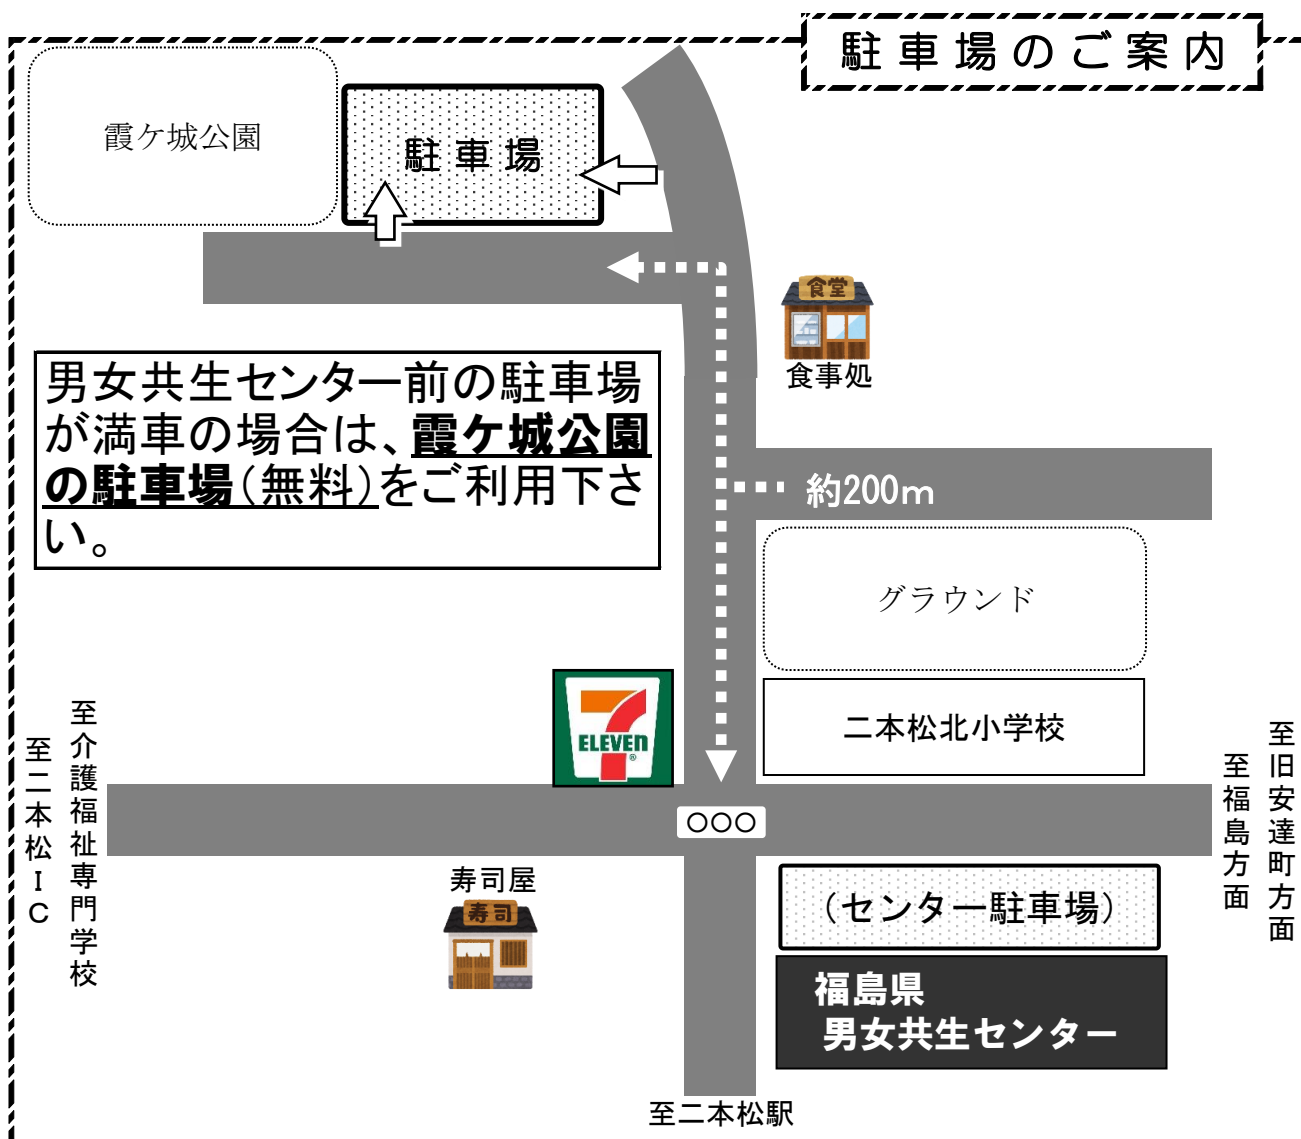 駐車場のご案内
霞ケ城公園
駐車場
食堂
食事処
男女共生センター前の駐車場
が満車の場合は、霞ケ城公園
の駐車場(無料)をご利用下さ
い。
約200m
グラウンド
ELEVEn
®
二本松北小学校
至介護福祉専門学校
至二本松IC
至旧安達町方面
至福島方面
寿司屋
寿司
(センター駐車場)
福島県
男女共生センター
至二本松駅